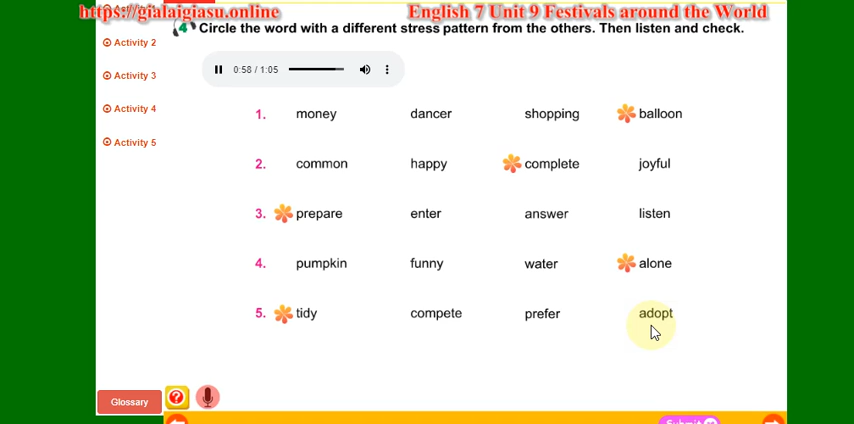 https://gialaigiasu.online English 7 Unit 9 Festivals around the World
4 Circle the word with a different stress pattern from the others. Then listen and check.
Activity 2
Activity 3
Activity 4
Activity 5
0:58 / 1:05
1. money dancer shopping balloon
2. common happy complete joyful
3. prepare enter answer listen
4. pumpkin funny water alone
5. tidy compete prefer adopt
Glossary
?
Submit